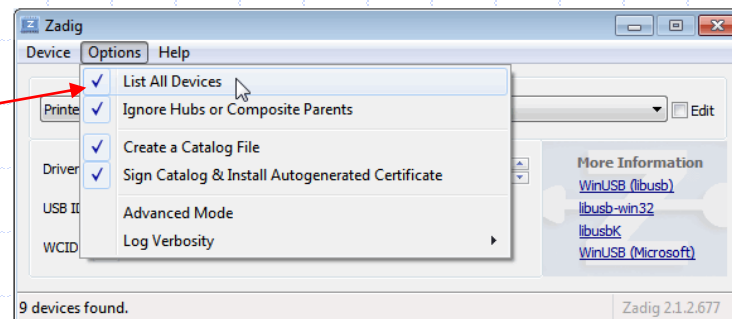 Zadig
Device Options Help
List All Devices
Printe
Ignore Hubs or Composite Parents
Edit
Create a Catalog File
Driver
Sign Catalog & Install Autogenerated Certificate
More Information
WinUSB (libusb)
USB ID
Advanced Mode
libusb-win32
WCID
Log Verbosity
libusbK
WinUSB (Microsoft)
9 devices found.
Zadig 2.1.2.677